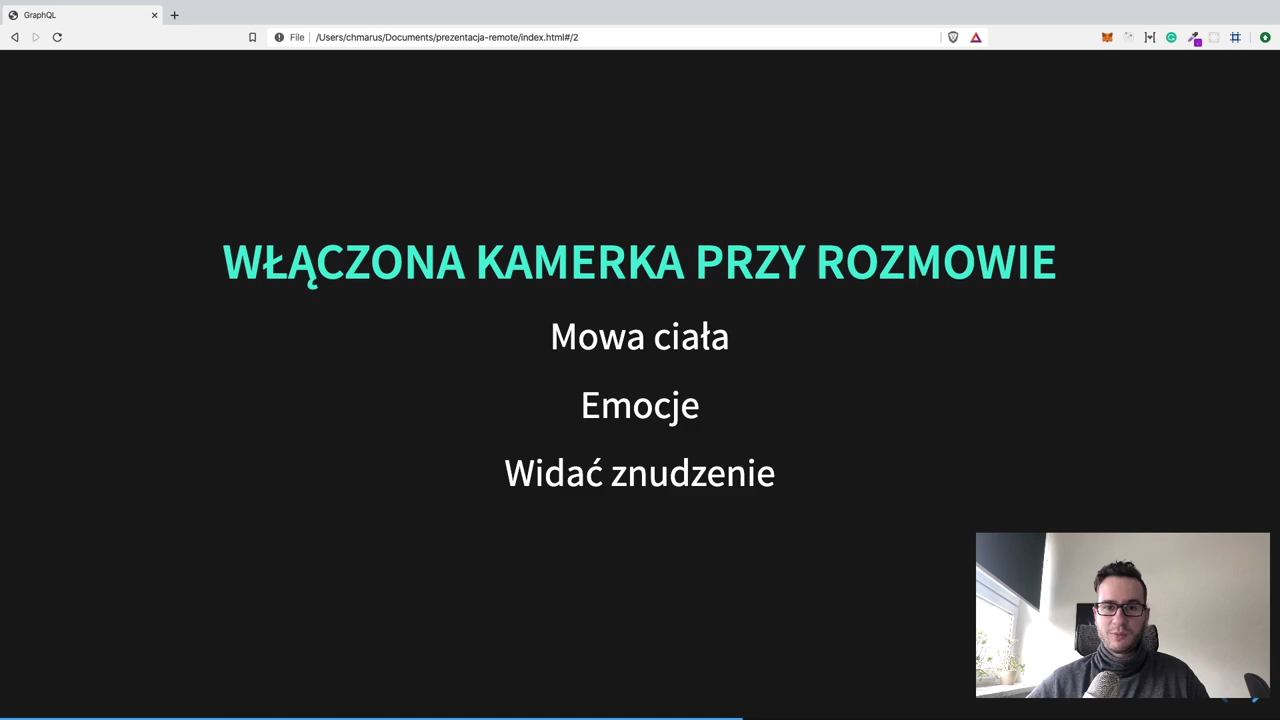 GraphQL
File
/Users/chmarus/Documents/prezentacja-remote/index.html#/2
WŁĄCZONA KAMERKA PRZY ROZMOWIE
Mowa ciała
Emocje
Widać znudzenie